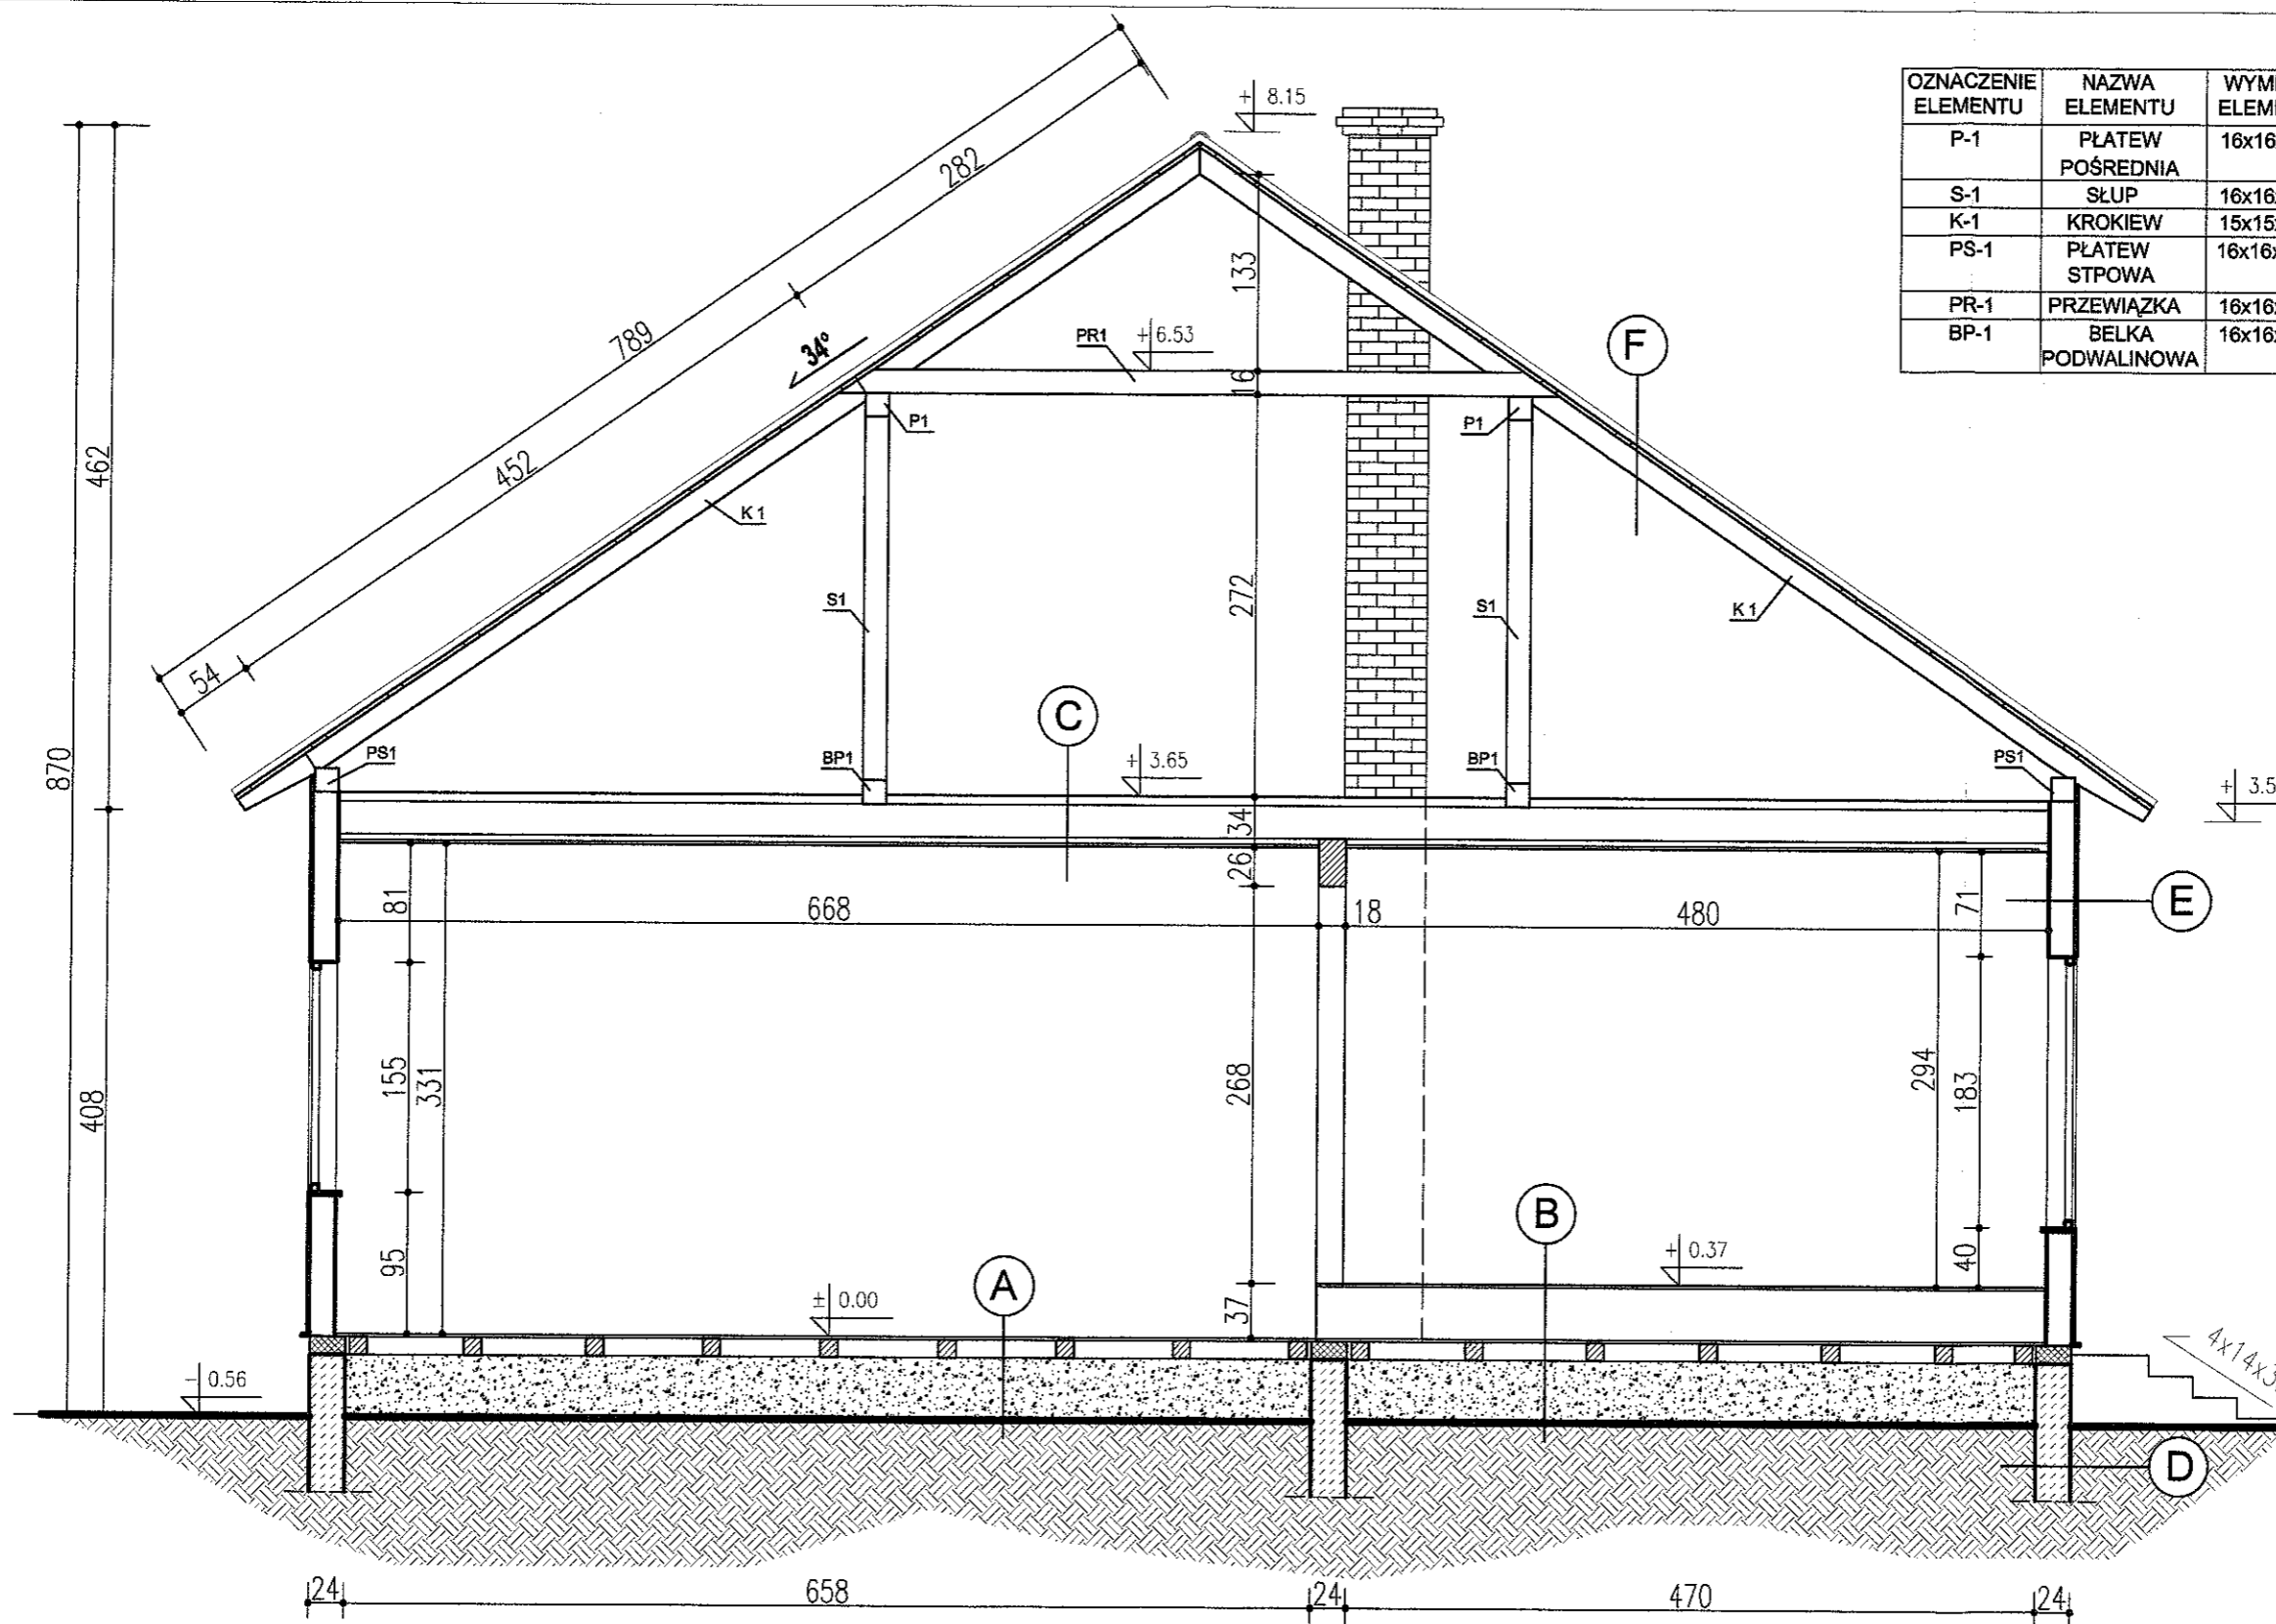 OZNACZENIE ELEMENTU
NAZWA ELEMENTU
P-1 PŁATEW POŚREDNIA
S-1 SŁUP
K-1 KROKIEW
PS-1 PŁATEW STPOWA
PR-1 PRZEWIĄZKA
BP-1 BELKA PODWALINOWA
+ 8.15
282
789
452
54
34°
133
PR1
+ 6.53
16
P1
P1
F
462
870
408
K1
K1
S1
S1
272
C
PS1
BP1
+ 3.65
BP1
PS1
34
26
81
668
18
480
71
E
155
331
268
294
183
95
37
40
A
B
± 0.00
+ 0.37
- 0.56
D
24
658
24
470
24